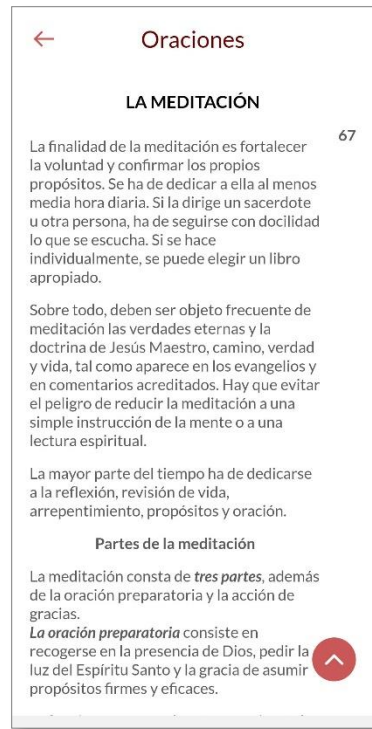 Oraciones
LA MEDITACIÓN
67
La finalidad de la meditación es fortalecer
la voluntad y confirmar los propios
propósitos. Se ha de dedicar a ella al menos
media hora diaria. Si la dirige un sacerdote
u otra persona, ha de seguirse con docilidad
lo que se escucha. Si se hace
individualmente, se puede elegir un libro
apropiado.
Sobre todo, deben ser objeto frecuente de
meditación las verdades eternas y la
doctrina de Jesús Maestro, camino, verdad
y vida, tal como aparece en los evangelios y
en comentarios acreditados. Hay que evitar
el peligro de reducir la meditación a una
simple instrucción de la mente o a una
lectura espiritual.
La mayor parte del tiempo ha de dedicarse
a la reflexión, revisión de vida,
arrepentimiento, propósitos y oración.
Partes de la meditación
La meditación consta de tres partes, además
de la oración preparatoria y la acción de
gracias.
La oración preparatoria consiste en
recogerse en la presencia de Dios, pedir la
luz del Espíritu Santo y la gracia de asumir
propósitos firmes y eficaces.